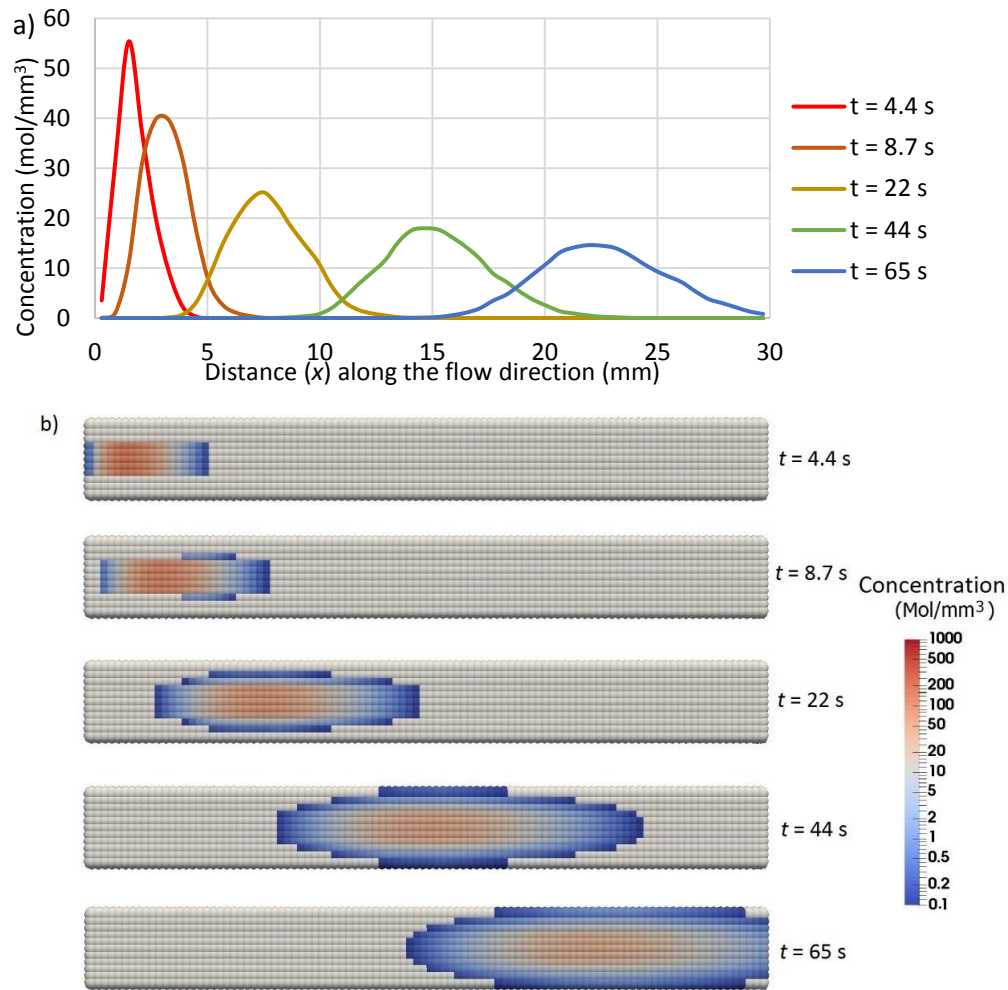 a)
Concentration (mol/mm³)
60
50
40
30
20
10
0
0 5 10 15 20 25 30
Distance (x) along the flow direction (mm)
t = 4.4 s
t = 8.7 s
t = 22 s
t = 44 s
t = 65 s
b)
t = 4.4 s
t = 8.7 s
t = 22 s
t = 44 s
t = 65 s
Concentration
(Mol/mm³)
1000
500
200
100
50
20
10
5
2
1
0.5
0.2
0.1